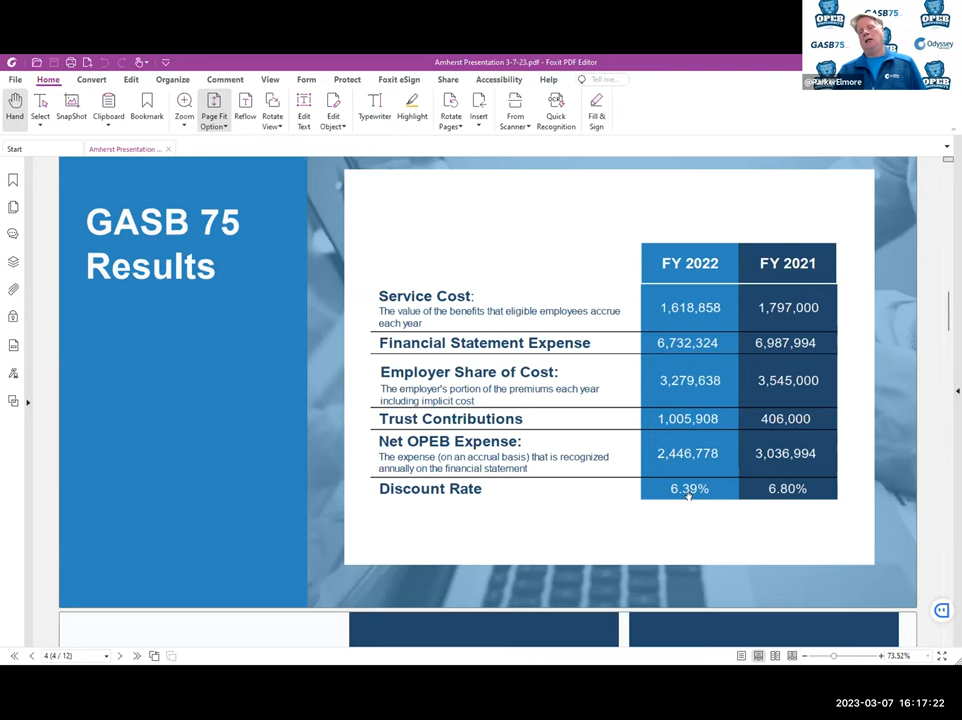 OPEB
GASB75
OPEB
GASB75
Odyssey
@ParkerElmore
Amherst Presentation 3-7-23.pdf - Foxit PDF Editor
File Home Convert Edit Organize Comment View Form Protect Foxit eSign Share Accessibility Help Tell me...
Hand Select SnapShot Clipboard Bookmark Zoom Page Fit Option Reflow Rotate View Edit Text Edit Object Typewriter Highlight Rotate Pages Insert From Scanner OCR Quick Recognition Fill & Sign
Start Amherst Presentation ... ×
GASB 75
Results
FY 2022 FY 2021
Service Cost:
The value of the benefits that eligible employees accrue
each year
1,618,858 1,797,000
Financial Statement Expense 6,732,324 6,987,994
Employer Share of Cost:
The employer's portion of the premiums each year
including implicit cost
3,279,638 3,545,000
Trust Contributions 1,005,908 406,000
Net OPEB Expense:
The expense (on an accrual basis) that is recognized
annually on the financial statement
2,446,778 3,036,994
Discount Rate 6.39% 6.80%
4 (4 / 12) 73.52%
2023-03-07 16:17:22